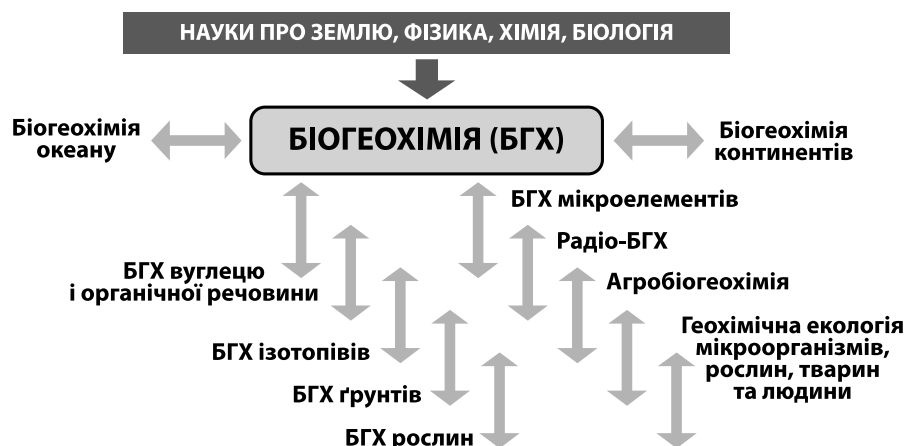 НАУКИ ПРО ЗЕМЛЮ, ФІЗИКА, ХІМІЯ, БІОЛОГІЯ
Біогеохімія
океану
БІОГЕОХІМІЯ (БГХ)
Біогеохімія
континентів
БГХ мікроелементів
Радіо-БГХ
БГХ вуглецю
і органічної речовини
Агробіогеохімія
Геохімічна екологія
мікроорганізмів,
рослин, тварин
та людини
БГХ ізотопівів
БГХ ґрунтів
БГХ рослин